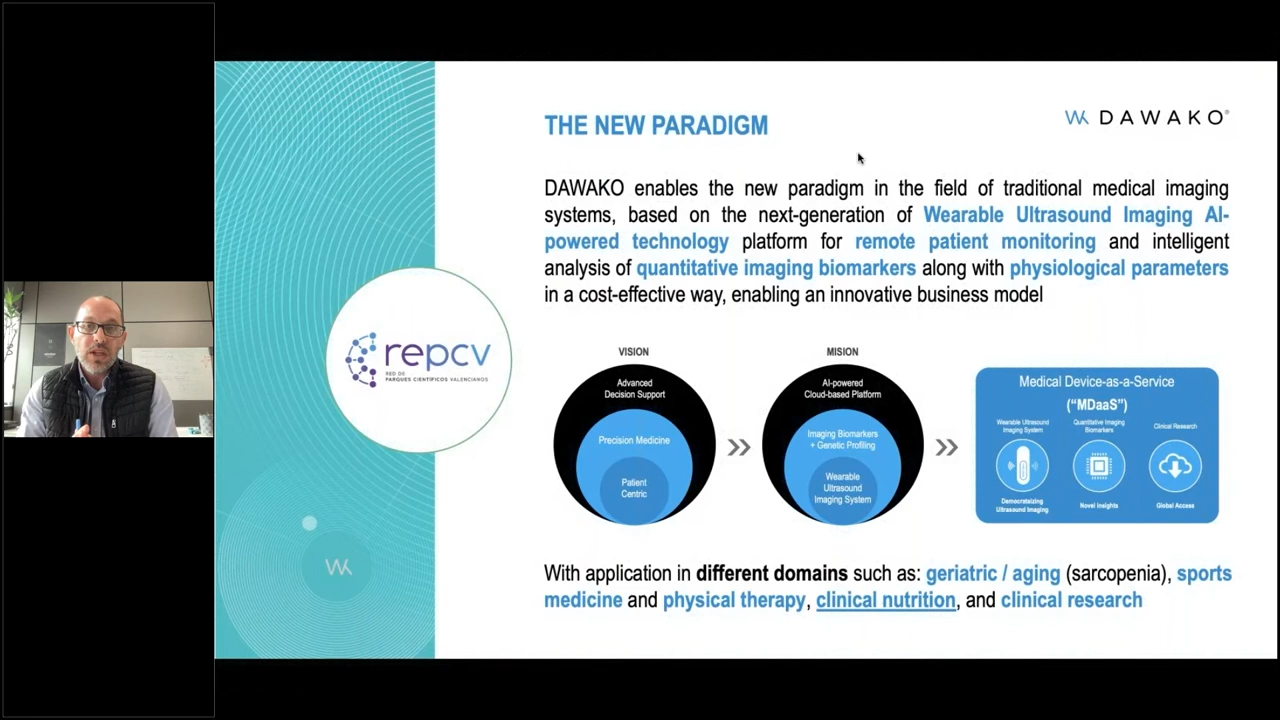 THE NEW PARADIGM
WK DAWAKO®
DAWAKO enables the new paradigm in the field of traditional medical imaging
systems, based on the next-generation of Wearable Ultrasound Imaging AI-
powered technology platform for remote patient monitoring and intelligent
analysis of quantitative imaging biomarkers along with physiological parameters
in a cost-effective way, enabling an innovative business model
repcv
RED DE
PARQUES CIENTÍFICOS VALENCIANOS
VISION
Advanced
Decision Support
Precision Medicine
Patient
Centric
MISION
AI-powered
Cloud-based Platform
Imaging Biomarkers
+ Genetic Profiling
Wearable
Ultrasound
Imaging System
Medical Device-as-a-Service
("MDaaS")
Wearable Ultrasound
Imaging System
Quantitative Imaging
Biomarkers
Clinical Research
Democratizing
Ultrasound Imaging
Novel Insights
Global Access
WK
With application in different domains such as: geriatric / aging (sarcopenia), sports
medicine and physical therapy, clinical nutrition, and clinical research